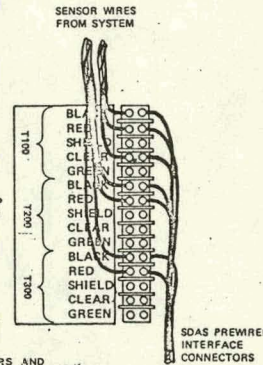 SENSOR WIRES
FROM SYSTEM
T100
RED
SHIELD
CLEAR
GREEN
BLACK
RED
T200
SHIELD
CLEAR
GREEN
BLACK
RED
T300
SHIELD
CLEAR
GREEN
SDAS PREWIRED
INTERFACE
CONNECTORS
AND